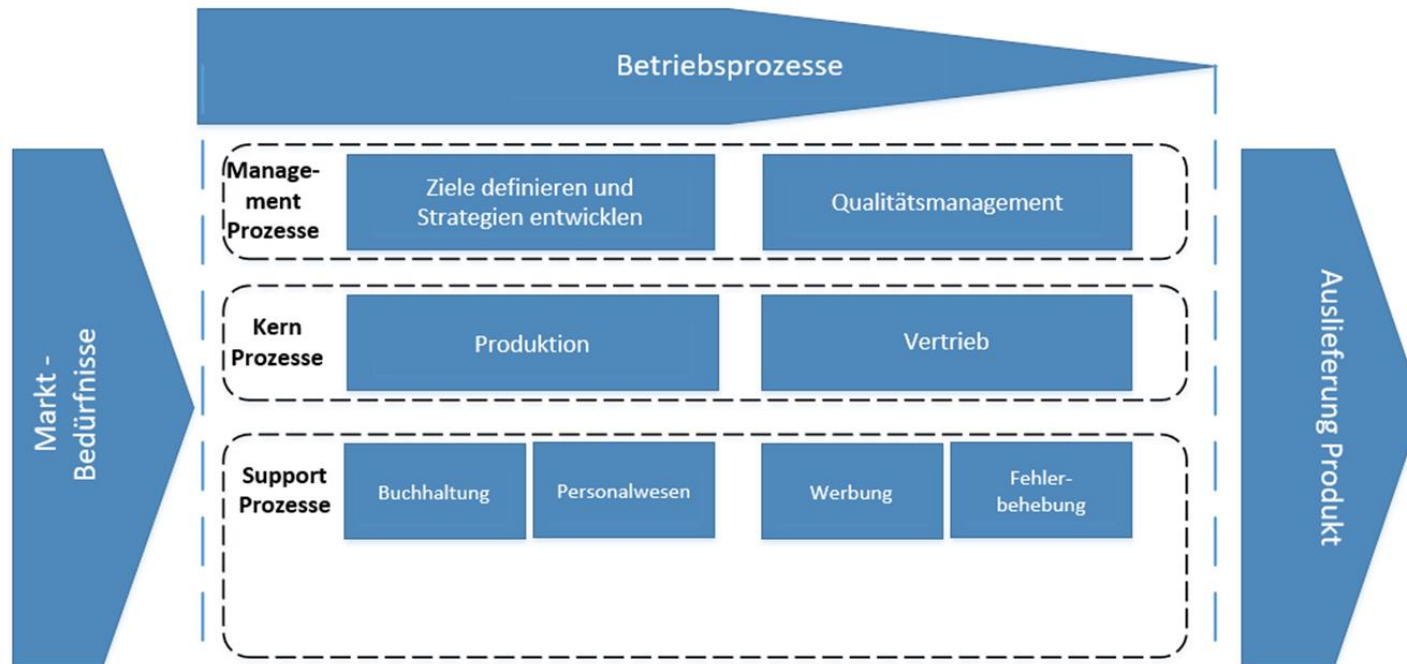 Betriebsprozesse
Markt -
Bedürfnisse
Manage-
ment
Prozesse
Ziele definieren und
Strategien entwicklen
Qualitätsmanagement
Kern
Prozesse
Produktion
Vertrieb
Support
Prozesse
Buchhaltung
Personalwesen
Werbung
Fehler-
behebung
Auslieferung Produkt